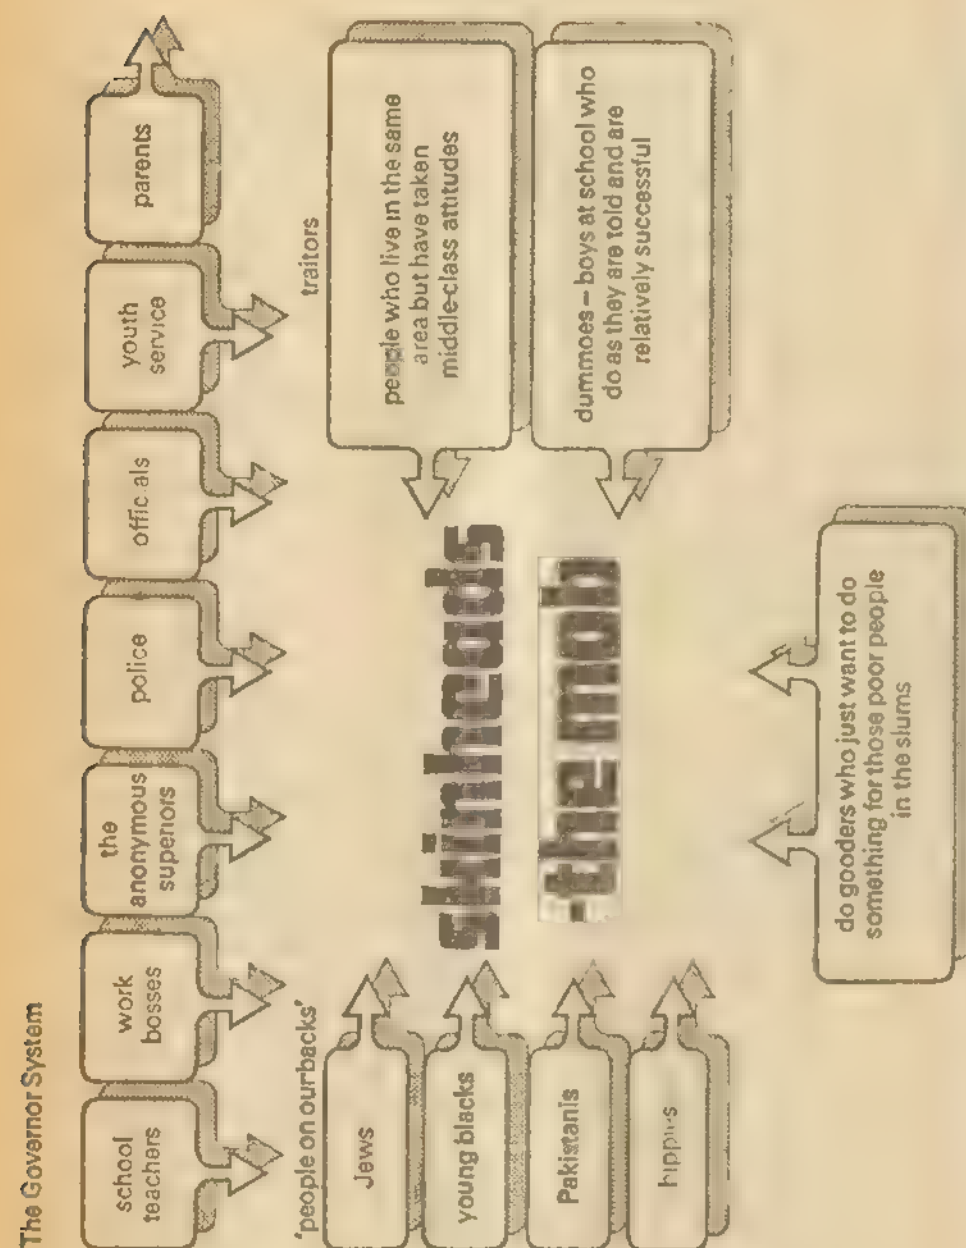 The Governor System
school
teachers
work
bosses
the
anonymous
superiors
police
officials
youth
service
parents
'people on our backs'
Jews
young blacks
Pakistanis
hippies
skinheads
-the mob
traitors
people who live in the same
area but have taken
middle-class attitudes
dummoes – boys at school who
do as they are told and are
relatively successful
do gooders who just want to do
something for those poor people
in the slums